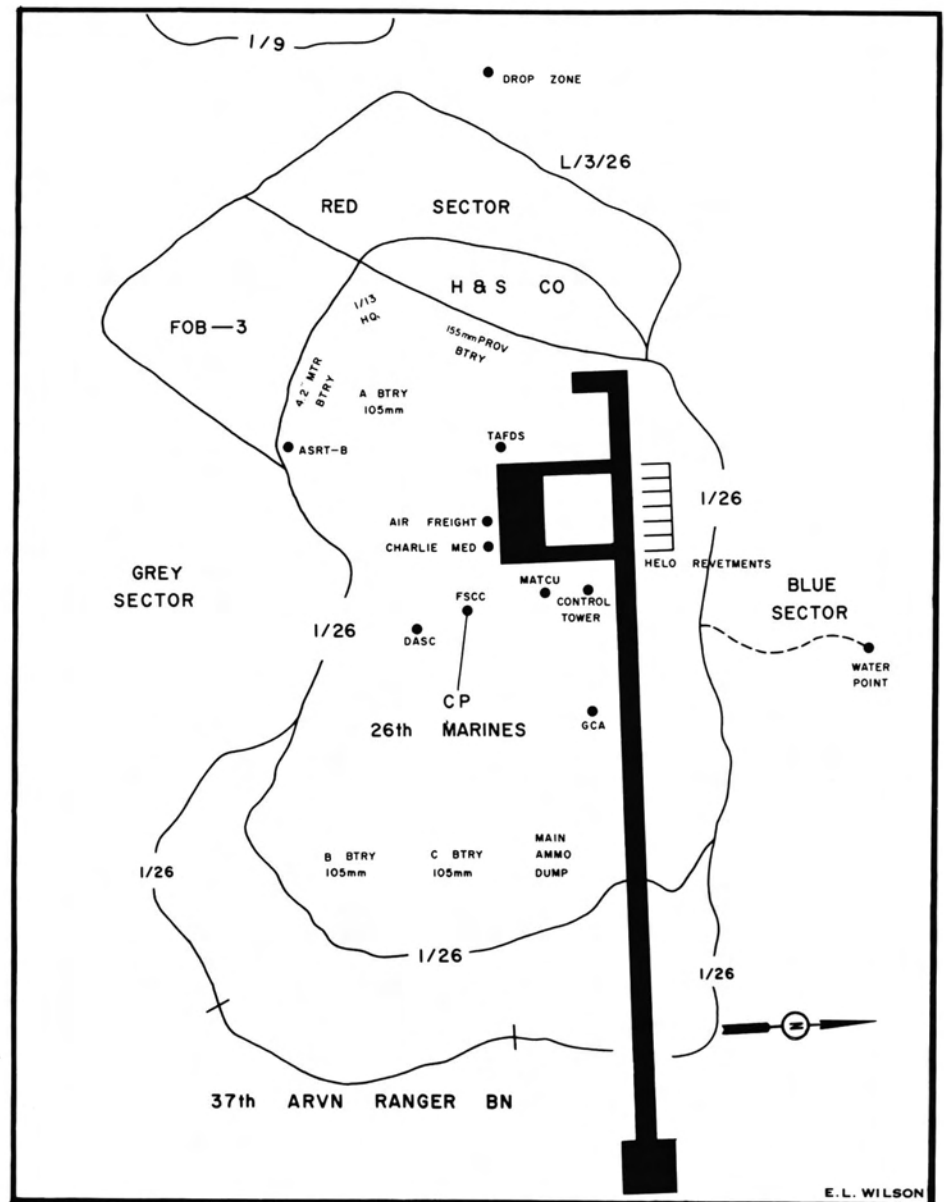 1/9
DROP ZONE
L/3/26
RED SECTOR
H & S CO
1/13
H.Q.
155mm PROV
BTRY
FOB—3
4.2" MTR
BTRY
A BTRY
105mm
ASRT-B
TAFDS
1/26
AIR FREIGHT
CHARLIE MED
HELO REVETMENTS
GREY
SECTOR
MATCU
CONTROL
TOWER
FSCC
BLUE
SECTOR
1/26
DASC
WATER
POINT
CP
26th MARINES
GCA
MAIN
AMMO
DUMP
B BTRY
105mm
C BTRY
105mm
1/26
1/26
1/26
N
37th ARVN RANGER BN
E.L. WILSON